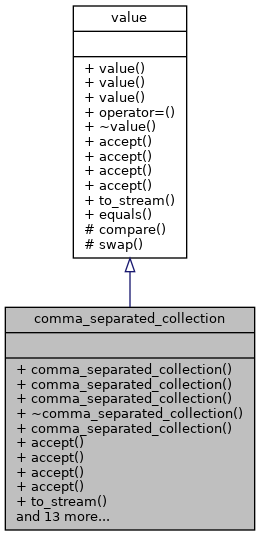 value
+ value()
+ value()
+ value()
+ operator=()
+ ~value()
+ accept()
+ accept()
+ accept()
+ accept()
+ to_stream()
+ equals()
# compare()
# swap()
comma_separated_collection
+ comma_separated_collection()
+ comma_separated_collection()
+ comma_separated_collection()
+ ~comma_separated_collection()
+ comma_separated_collection()
+ accept()
+ accept()
+ accept()
+ accept()
+ to_stream()
and 13 more...